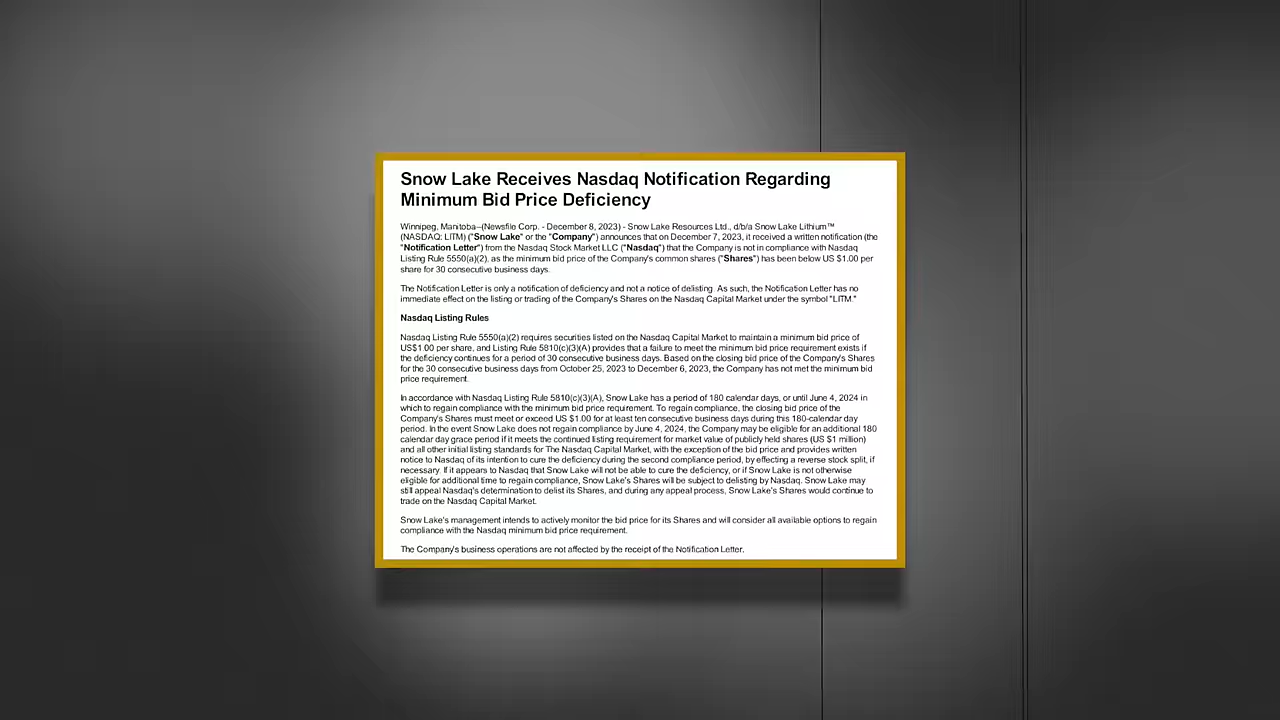 Snow Lake Receives Nasdaq Notification Regarding
Minimum Bid Price Deficiency
Winnipeg, Manitoba--(Newsfile Corp. - December 8, 2023) - Snow Lake Resources Ltd., d/b/a Snow Lake Lithium™
(NASDAQ: LITM) ("Snow Lake" or the "Company") announces that on December 7, 2023, it received a written notification (the
"Notification Letter") from the Nasdaq Stock Market LLC ("Nasdaq") that the Company is not in compliance with Nasdaq
Listing Rule 5550(a)(2), as the minimum bid price of the Company's common shares ("Shares") has been below US $1.00 per
share for 30 consecutive business days.
The Notification Letter is only a notification of deficiency and not a notice of delisting. As such, the Notification Letter has no
immediate effect on the listing or trading of the Company's Shares on the Nasdaq Capital Market under the symbol "LITM."
Nasdaq Listing Rules
Nasdaq Listing Rule 5550(a)(2) requires securities listed on the Nasdaq Capital Market to maintain a minimum bid price of
US$1.00 per share, and Listing Rule 5810(c)(3)(A) provides that a failure to meet the minimum bid price requirement exists if
the deficiency continues for a period of 30 consecutive business days. Based on the closing bid price of the Company's Shares
for the 30 consecutive business days from October 25, 2023 to December 6, 2023, the Company has not met the minimum bid
price requirement.
In accordance with Nasdaq Listing Rule 5810(c)(3)(A), Snow Lake has a period of 180 calendar days, or until June 4, 2024 in
which to regain compliance with the minimum bid price requirement. To regain compliance, the closing bid price of the
Company's Shares must meet or exceed US $1.00 for at least ten consecutive business days during this 180-calendar day
period. In the event Snow Lake does not regain compliance by June 4, 2024, the Company may be eligible for an additional 180
calendar day grace period if it meets the continued listing requirement for market value of publicly held shares (US $1 million)
and all other initial listing standards for The Nasdaq Capital Market, with the exception of the bid price and provides written
notice to Nasdaq of its intention to cure the deficiency during the second compliance period, by effecting a reverse stock split, if
necessary. If it appears to Nasdaq that Snow Lake will not be able to cure the deficiency, or if Snow Lake is not otherwise
eligible for additional time to regain compliance, Snow Lake's Shares will be subject to delisting by Nasdaq. Snow Lake may
still appeal Nasdaq's determination to delist its Shares, and during any appeal process, Snow Lake's Shares would continue to
trade on the Nasdaq Capital Market.
Snow Lake's management intends to actively monitor the bid price for its Shares and will consider all available options to regain
compliance with the Nasdaq minimum bid price requirement.
The Company's business operations are not affected by the receipt of the Notification Letter.